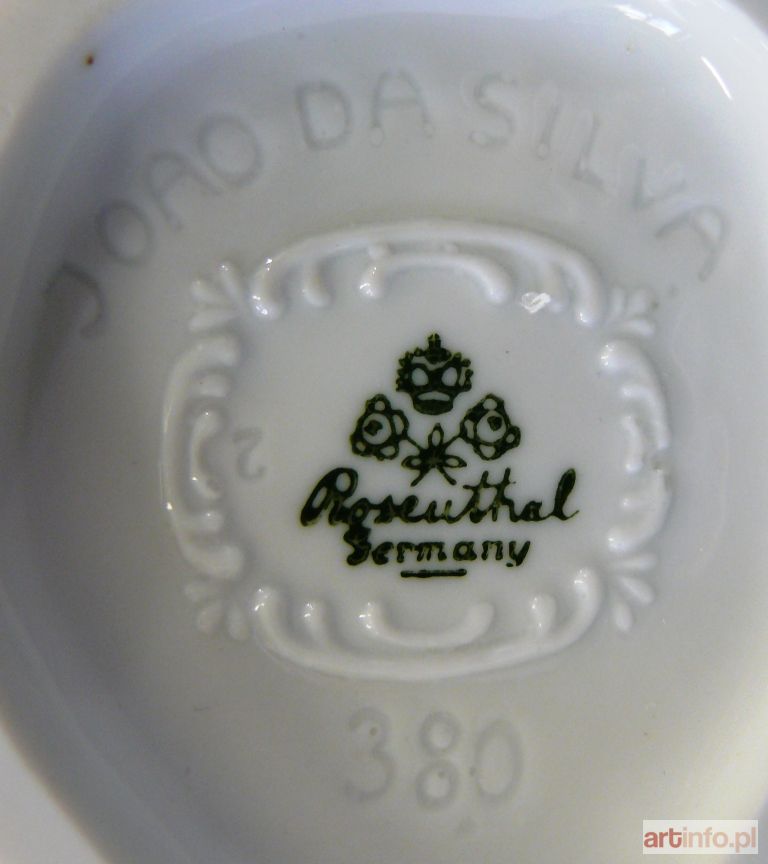 JOAO DA SILVA
2
Rosenthal
Germany
380
artinfo.pl